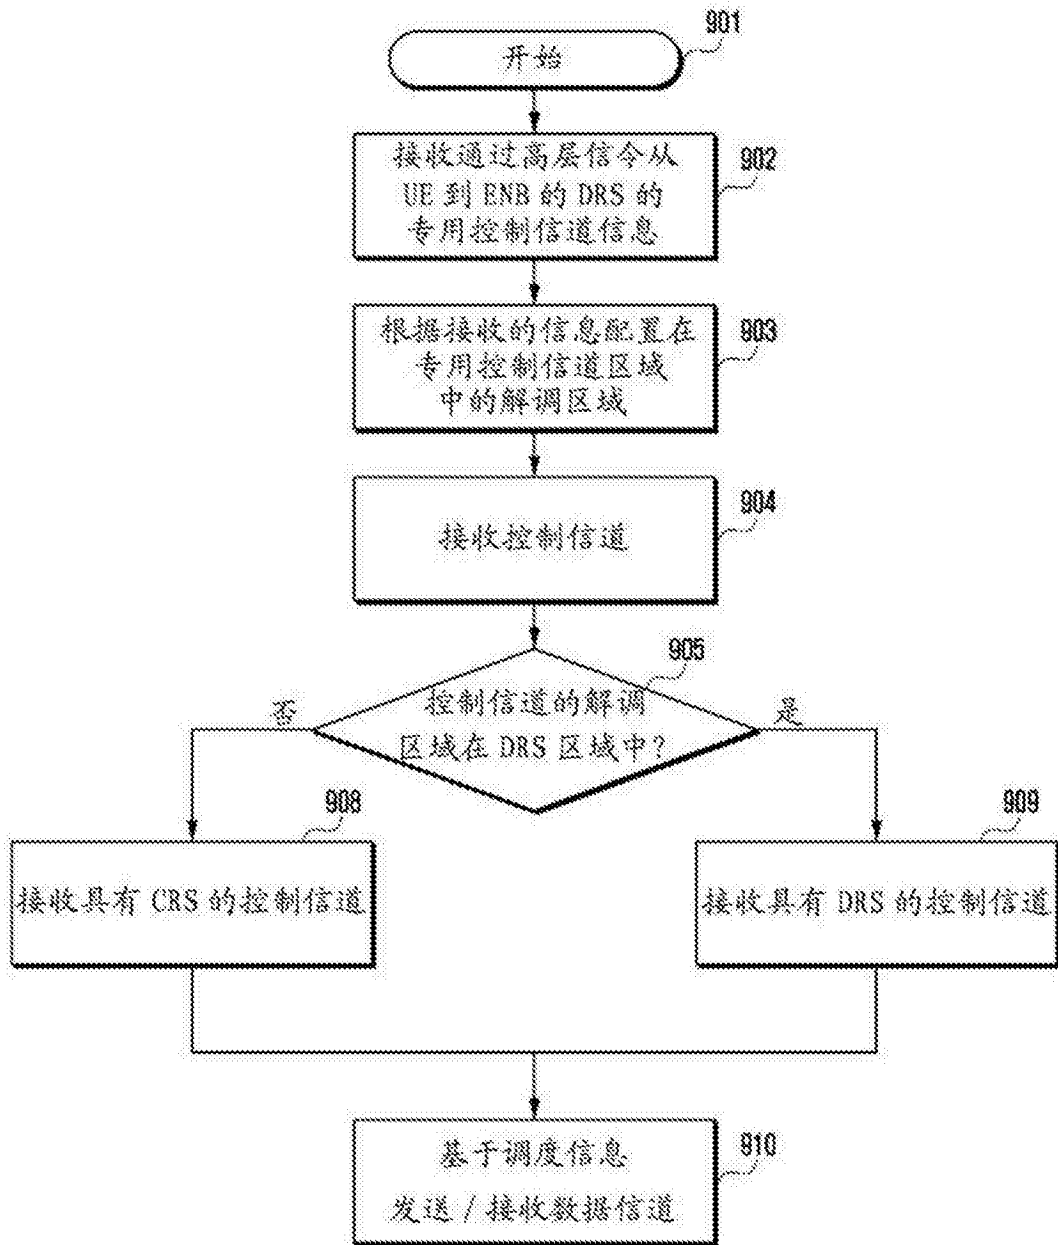 901
开始
902
接收通过高层信令从
UE 到 ENB 的 DRS 的
专用控制信道信息
903
根据接收的信息配置在
专用控制信道区域
中的解调区域
904
接收控制信道
905
控制信道的解调
区域在 DRS 区域中？
否
是
908
接收具有 CRS 的控制信道
909
接收具有 DRS 的控制信道
910
基于调度信息
发送 / 接收数据信道